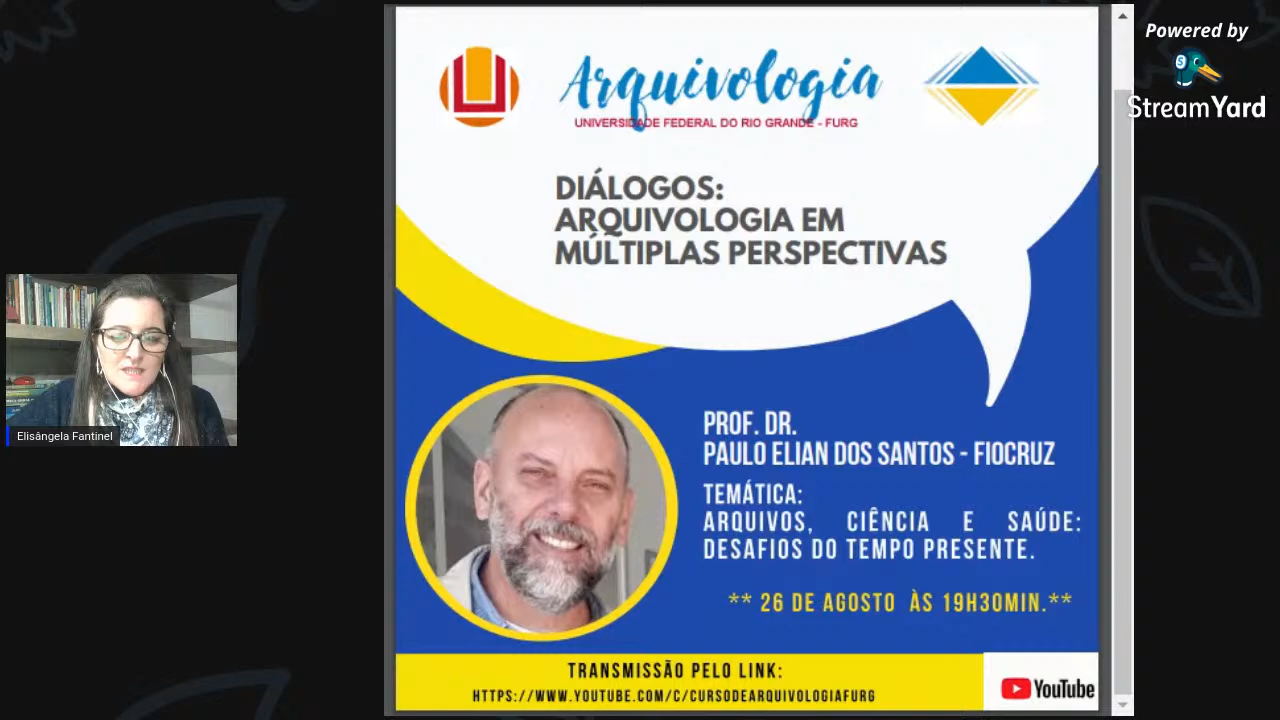 Powered by
StreamYard
Arquivologia
UNIVERSIDADE FEDERAL DO RIO GRANDE - FURG
DIÁLOGOS:
ARQUIVOLOGIA EM
MÚLTIPLAS PERSPECTIVAS
Elisângela Fantinel
PROF. DR.
PAULO ELIAN DOS SANTOS - FIOCRUZ
TEMÁTICA:
ARQUIVOS, CIÊNCIA E SAÚDE:
DESAFIOS DO TEMPO PRESENTE.
** 26 DE AGOSTO ÀS 19H30MIN.**
TRANSMISSÃO PELO LINK:
HTTPS://WWW.YOUTUBE.COM/C/CURSODEARQUIVOLOGIAFURG
YouTube